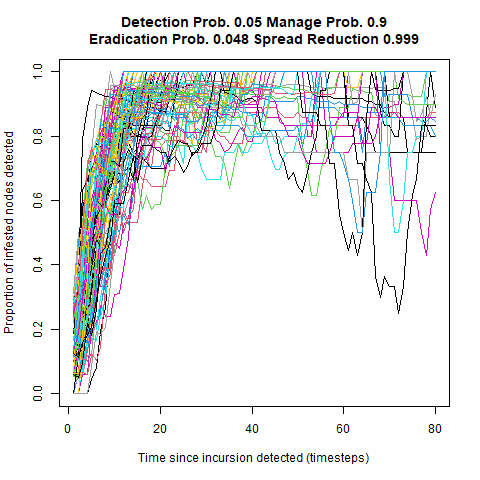 Detection Prob. 0.05 Manage Prob. 0.9
Eradication Prob. 0.048 Spread Reduction 0.999
Proportion of infested nodes detected
1.0
0.8
0.6
0.4
0.2
0.0
0 20 40 60 80
Time since incursion detected (timesteps)